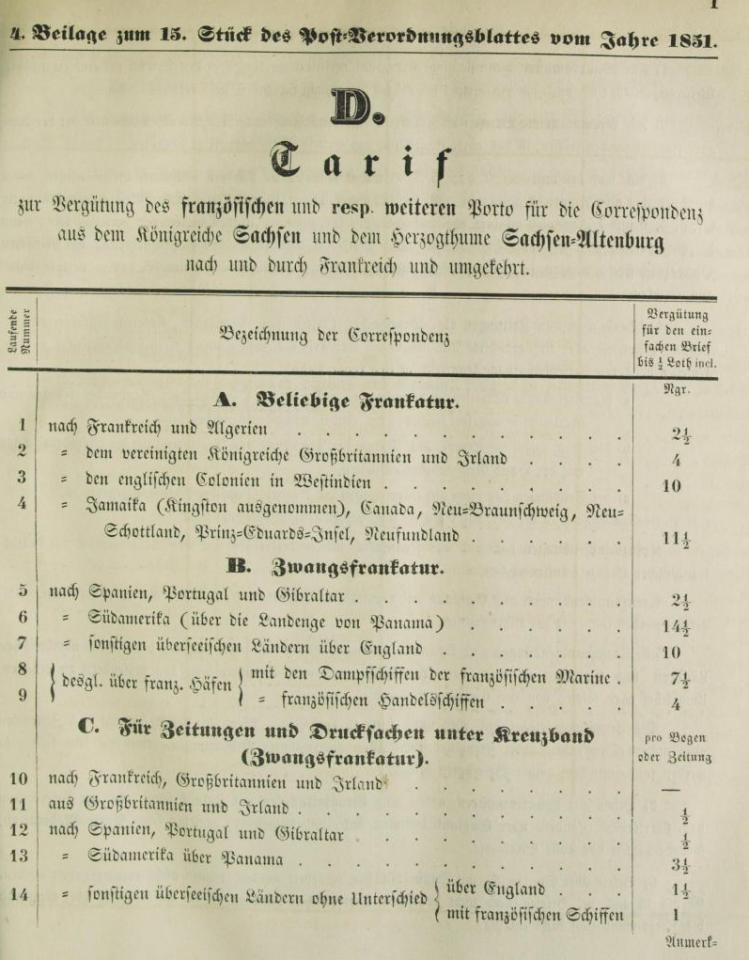 1
4. Beilage zum 15. Stück des Post-Verordnungsblattes vom Jahre 1851.
D.
Tarif
zur Vergütung des französischen und resp. weiteren Porto für die Correspondenz
aus dem Königreiche Sachsen und dem Herzogthume Sachsen-Altenburg
nach und durch Frankreich und umgekehrt.
Laufende Nummer
Bezeichnung der Correspondenz
Vergütung
für den ein-
fachen Brief
bis ½ Loth incl.
Ngr.
A. Beliebige Frankatur.
1 nach Frankreich und Algerien . . . . . . . . . . 2½
2 = dem vereinigten Königreiche Großbritannien und Irland . . . . 4
3 = den englischen Colonien in Westindien . . . . . . . . . 10
4 = Jamaika (Kingston ausgenommen), Canada, Neu-Braunschweig, Neu-
Schottland, Prinz-Eduards-Insel, Neufundland . . . . . . 11½
B. Zwangsfrankatur.
5 nach Spanien, Portugal und Gibraltar . . . . . . . . . . 2½
6 = Südamerika (über die Landenge von Panama) . . . . . . 14½
7 = sonstigen überseeischen Ländern über England . . . . . . . 10
8 { desgl. über franz. Häfen { mit den Dampfschiffen der französischen Marine . 7½
9 = französischen Handelsschiffen . . . . . 4
C. Für Zeitungen und Drucksachen unter Kreuzband
(Zwangsfrankatur).
pro Bogen
oder Zeitung
10 nach Frankreich, Großbritannien und Irland . . . . . . . —
11 aus Großbritannien und Irland . . . . . . . . . . . ½
12 nach Spanien, Portugal und Gibraltar . . . . . . . . . ½
13 = Südamerika über Panama . . . . . . . . . . . . 3½
14 = sonstigen überseeischen Ländern ohne Unterschied { über England . . . 1½
mit französischen Schiffen 1
Anmerk-